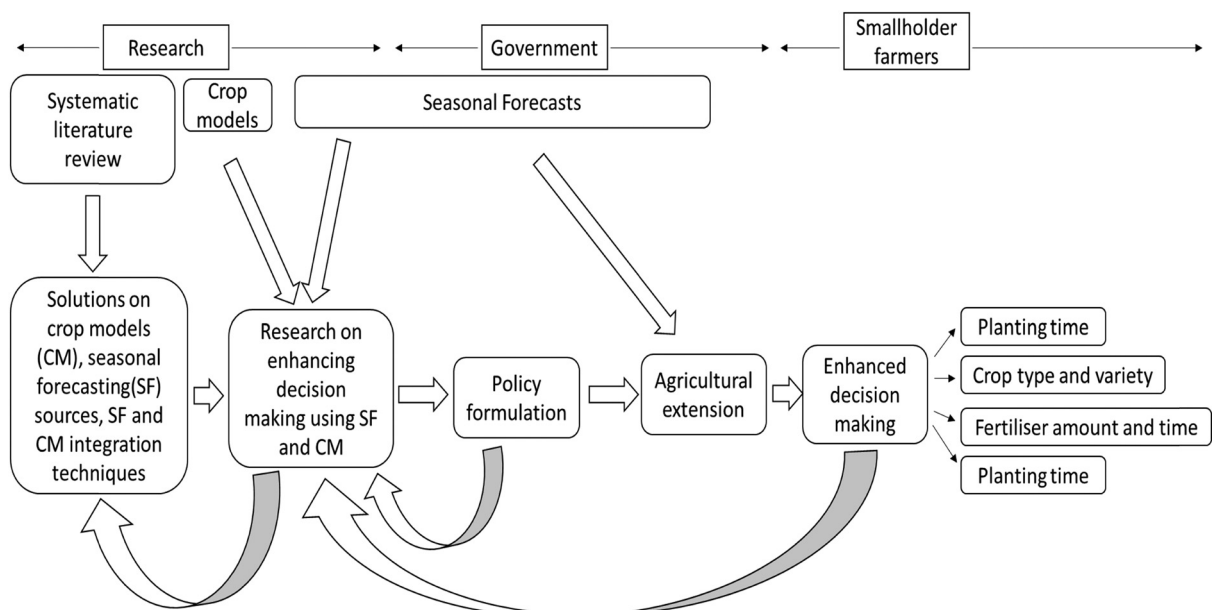 Research
Government
Smallholder
farmers
Systematic
literature
review
Crop
models
Seasonal Forecasts
Solutions on
crop models
(CM), seasonal
forecasting(SF)
sources, SF and
CM integration
techniques
Research on
enhancing
decision
making using SF
and CM
Policy
formulation
Agricultural
extension
Enhanced
decision
making
Planting time
Crop type and variety
Fertiliser amount and time
Planting time